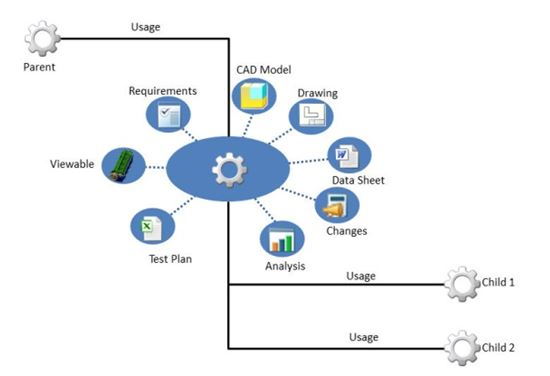 Usage
Parent
CAD Model
Requirements
Drawing
Viewable
Data Sheet
Changes
Test Plan
Analysis
Usage
Child 1
Usage
Child 2